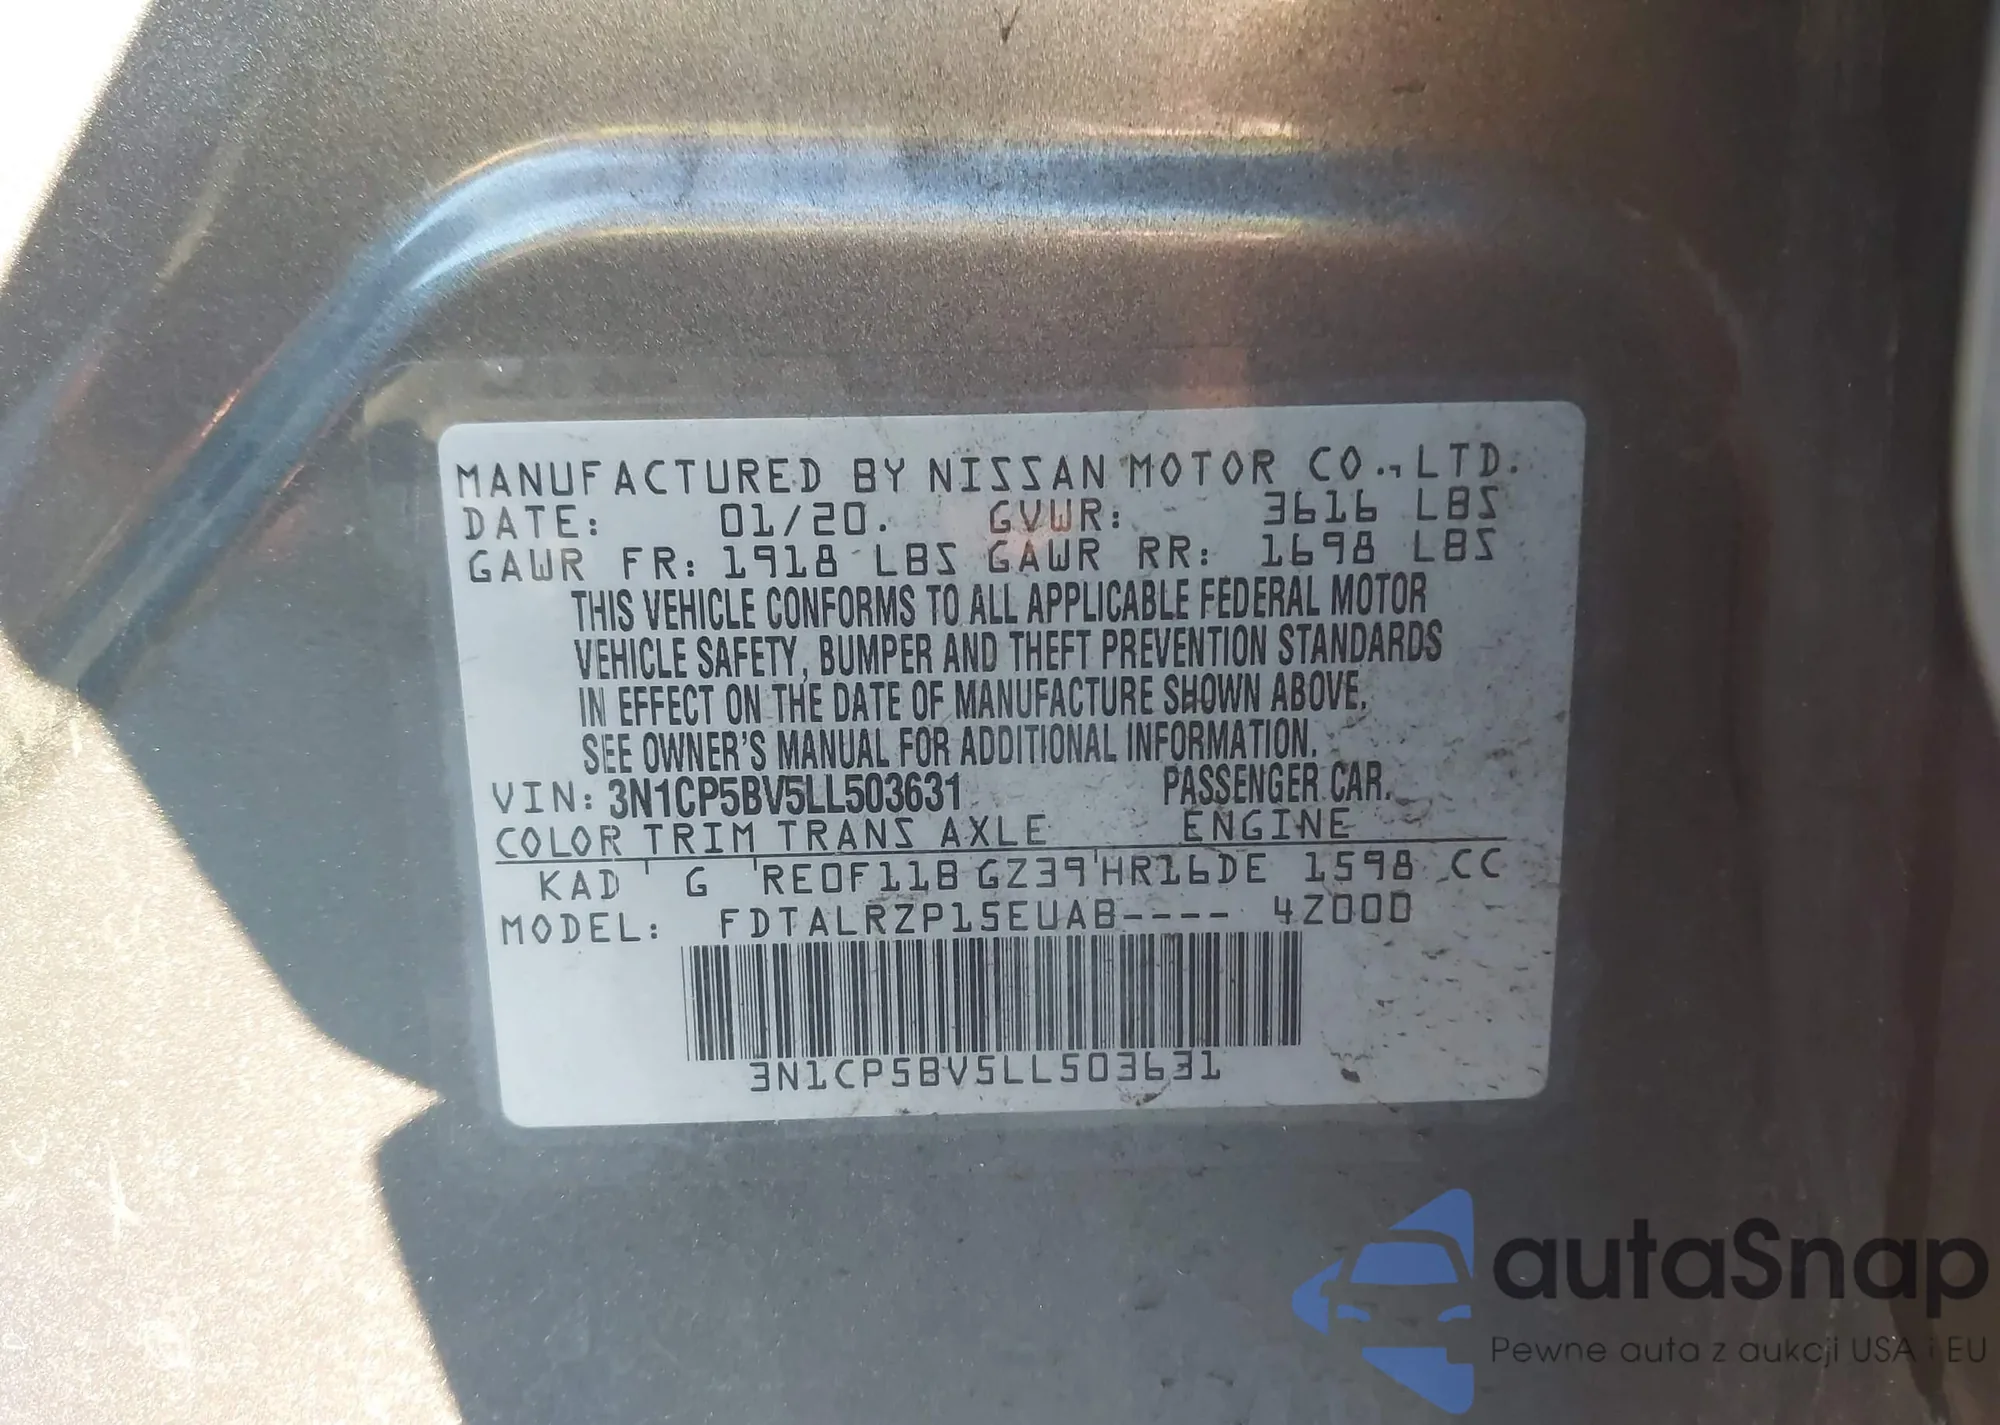 MANUFACTURED BY NISSAN MOTOR CO., LTD.
DATE: 01/20. GVWR: 3616 LBS
GAWR FR: 1918 LBS GAWR RR: 1698 LBS
THIS VEHICLE CONFORMS TO ALL APPLICABLE FEDERAL MOTOR
VEHICLE SAFETY, BUMPER AND THEFT PREVENTION STANDARDS
IN EFFECT ON THE DATE OF MANUFACTURE SHOWN ABOVE.
SEE OWNER'S MANUAL FOR ADDITIONAL INFORMATION.
VIN: 3N1CP5BV5LL503631 PASSENGER CAR.
COLOR TRIM TRANS AXLE ENGINE
KAD G RE0F11B GZ39 HR16DE 1598 CC
MODEL: FDTALRZP15EUAB---- 4Z000
3N1CP5BV5LL503631
autaSnap
Pewne auta z aukcji USA i EU